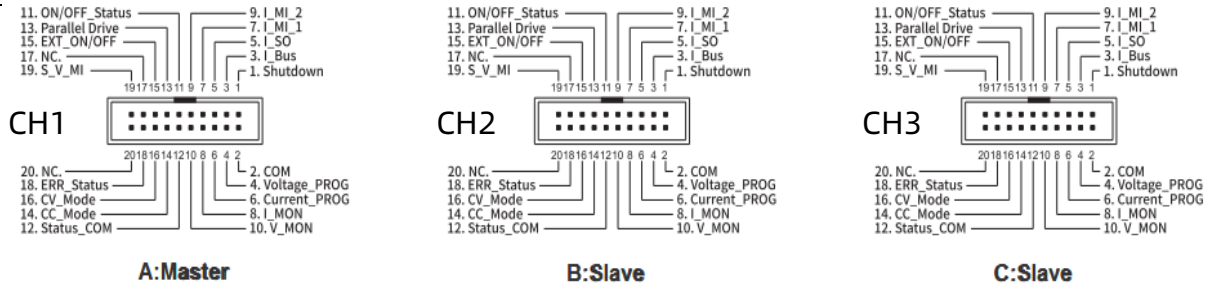 11. ON/OFF_Status
13. Parallel Drive
15. EXT_ON/OFF
17. NC.
19. S_V_MI
9. I_MI_2
7. I_MI_1
5. I_SO
3. I_Bus
1. Shutdown
19 17 15 13 11 9 7 5 3 1
CH1
20 18 16 14 12 10 8 6 4 2
20. NC.
18. ERR_Status
16. CV_Mode
14. CC_Mode
12. Status_COM
2. COM
4. Voltage_PROG
6. Current_PROG
8. I_MON
10. V_MON
A:Master
11. ON/OFF_Status
13. Parallel Drive
15. EXT_ON/OFF
17. NC.
19. S_V_MI
9. I_MI_2
7. I_MI_1
5. I_SO
3. I_Bus
1. Shutdown
19 17 15 13 11 9 7 5 3 1
CH2
20 18 16 14 12 10 8 6 4 2
20. NC.
18. ERR_Status
16. CV_Mode
14. CC_Mode
12. Status_COM
2. COM
4. Voltage_PROG
6. Current_PROG
8. I_MON
10. V_MON
B:Slave
11. ON/OFF_Status
13. Parallel Drive
15. EXT_ON/OFF
17. NC.
19. S_V_MI
9. I_MI_2
7. I_MI_1
5. I_SO
3. I_Bus
1. Shutdown
19 17 15 13 11 9 7 5 3 1
CH3
20 18 16 14 12 10 8 6 4 2
20. NC.
18. ERR_Status
16. CV_Mode
14. CC_Mode
12. Status_COM
2. COM
4. Voltage_PROG
6. Current_PROG
8. I_MON
10. V_MON
C:Slave